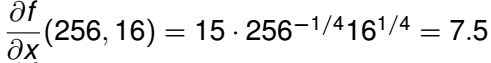 ∂f/∂x (256, 16) = 15 · 256^{−1/4}16^{1/4} = 7.5